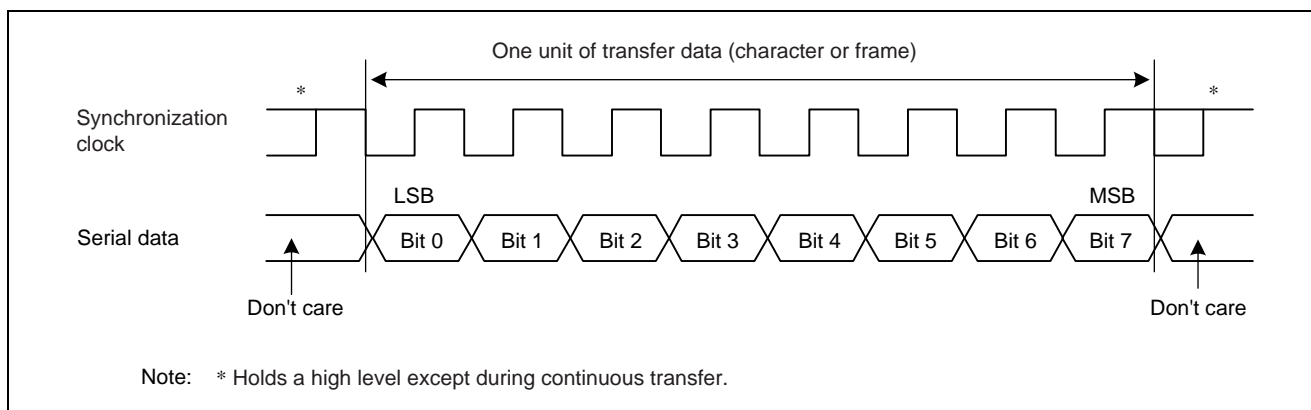 One unit of transfer data (character or frame)
* *
Synchronization
clock
LSB MSB
Serial data Bit 0 Bit 1 Bit 2 Bit 3 Bit 4 Bit 5 Bit 6 Bit 7
Don't care Don't care
Note: * Holds a high level except during continuous transfer.